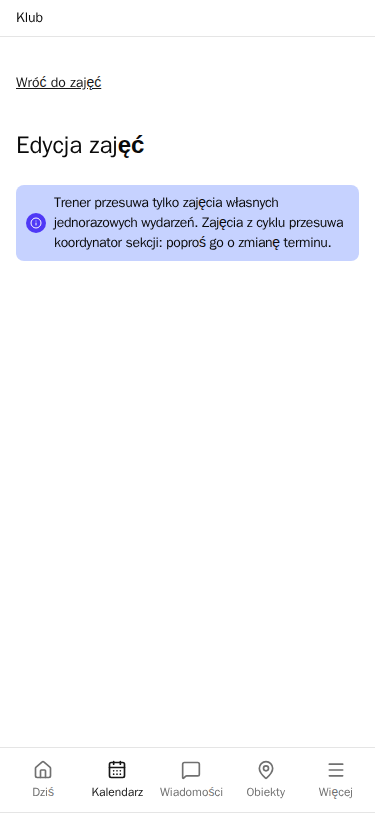 Klub
Wróć do zajęć
Edycja zajęć
Trener przesuwa tylko zajęcia własnych
jednorazowych wydarzeń. Zajęcia z cyklu przesuwa
koordynator sekcji: poproś go o zmianę terminu.
Dziś
Kalendarz
Wiadomości
Obiekty
Więcej